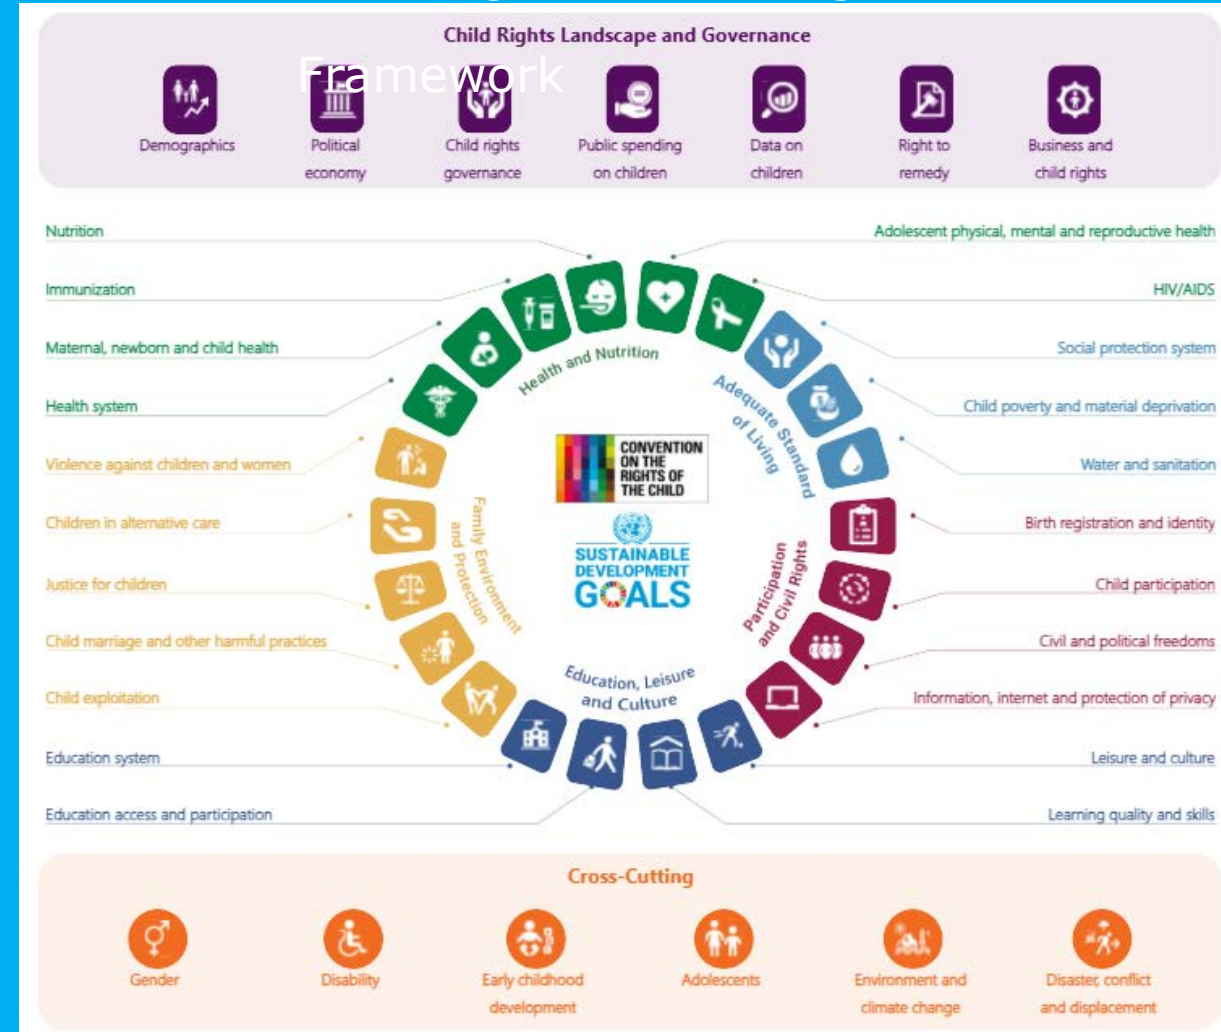 Child Rights Landscape and Governance
Framework
Demographics
Political
economy
Child rights
governance
Public spending
on children
Data on
children
Right to
remedy
Business and
child rights
Nutrition
Immunization
Maternal, newborn and child health
Health system
Violence against children and women
Children in alternative care
Justice for children
Child marriage and other harmful practices
Child exploitation
Education system
Education access and participation
Adolescent physical, mental and reproductive health
HIV/AIDS
Social protection system
Child poverty and material deprivation
Water and sanitation
Birth registration and identity
Child participation
Civil and political freedoms
Information, internet and protection of privacy
Leisure and culture
Learning quality and skills
Health and Nutrition
Adequate Standard
of Living
Participation
and Civil Rights
Education, Leisure
and Culture
Family Environment
and Protection
CONVENTION
ON THE
RIGHTS OF
THE CHILD
SUSTAINABLE
DEVELOPMENT
GOALS
Cross-Cutting
Gender
Disability
Early childhood
development
Adolescents
Environment and
climate change
Disaster, conflict
and displacement